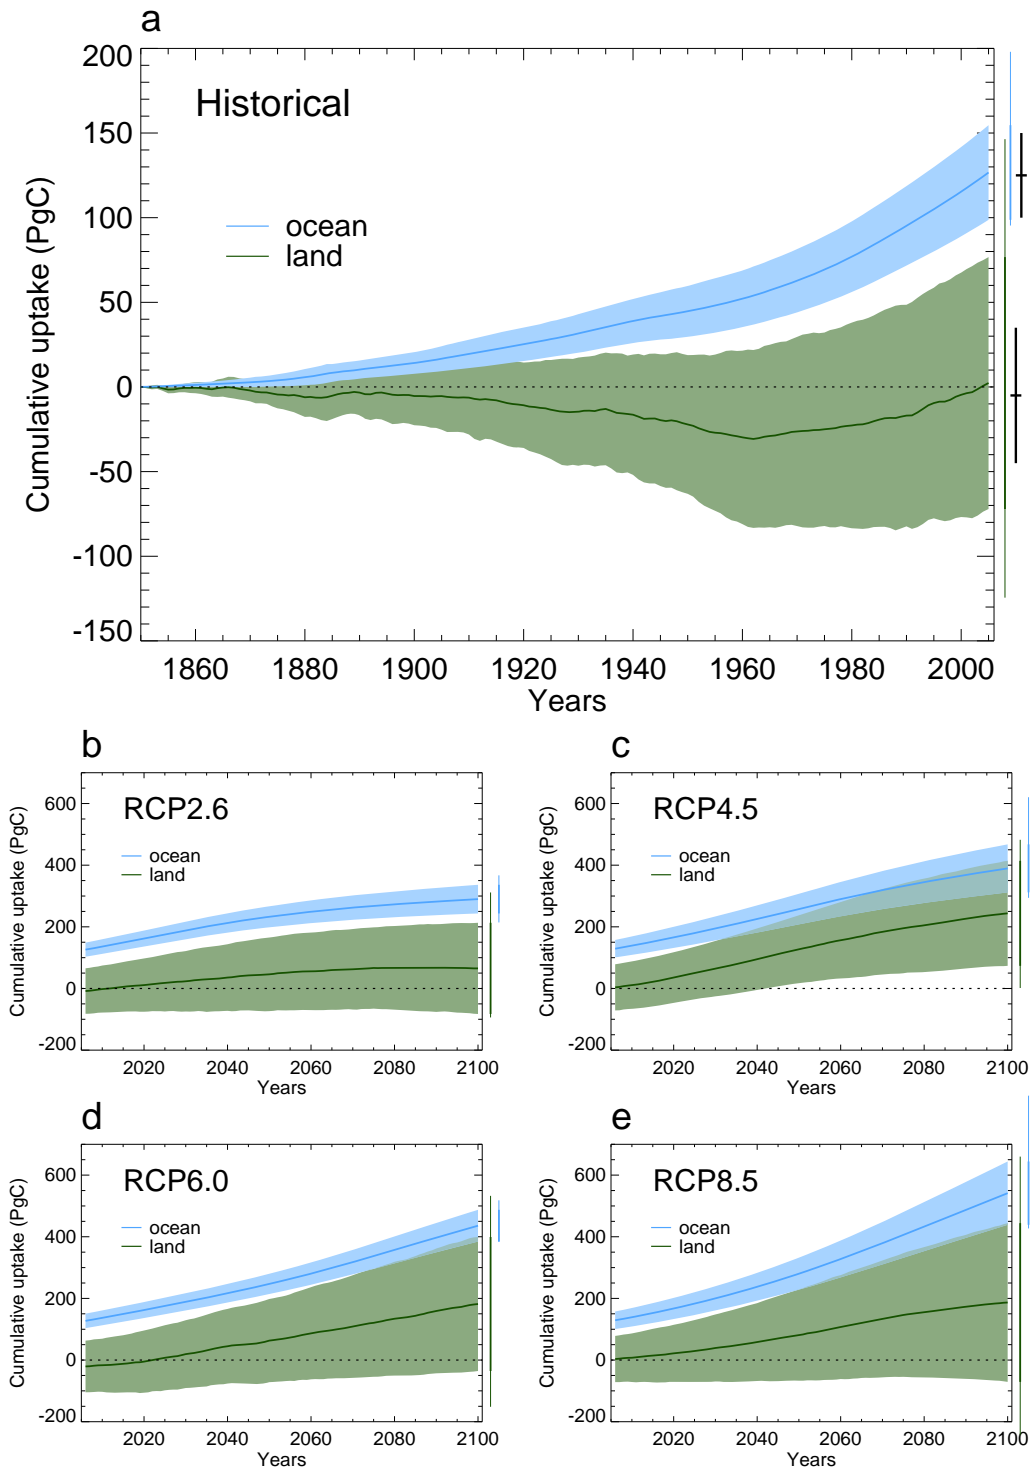 a
Historical
ocean
land
Cumulative uptake (PgC)
200
150
100
50
0
-50
-100
-150
1860 1880 1900 1920 1940 1960 1980 2000
Years
b
RCP2.6
ocean
land
Cumulative uptake (PgC)
600
400
200
0
-200
2020 2040 2060 2080 2100
Years
c
RCP4.5
ocean
land
Cumulative uptake (PgC)
600
400
200
0
-200
2020 2040 2060 2080 2100
Years
d
RCP6.0
ocean
land
Cumulative uptake (PgC)
600
400
200
0
-200
2020 2040 2060 2080 2100
Years
e
RCP8.5
ocean
land
Cumulative uptake (PgC)
600
400
200
0
-200
2020 2040 2060 2080 2100
Years